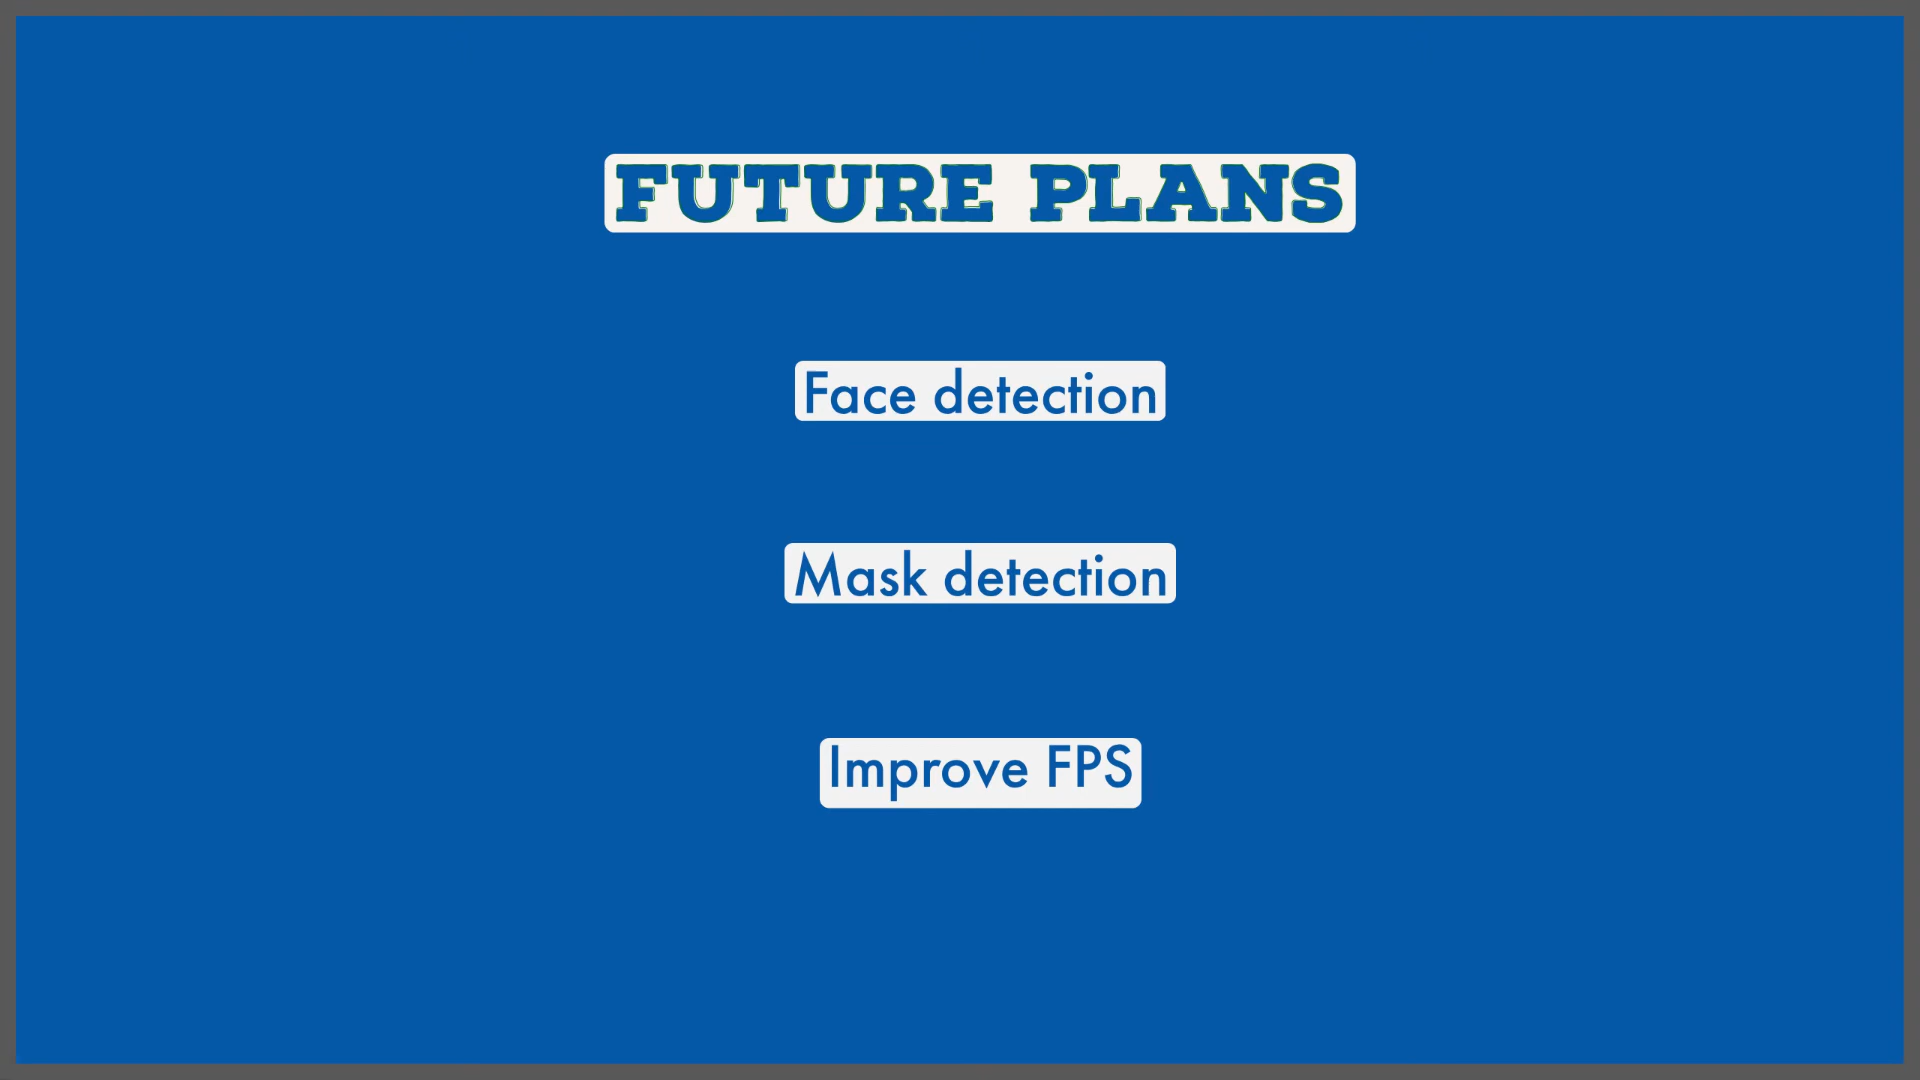 FUTURE PLANS
Face detection
Mask detection
Improve FPS